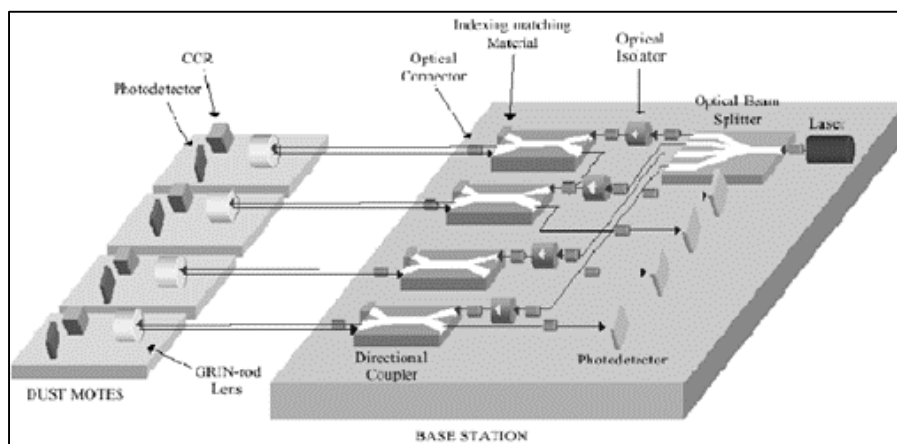 Indexing matching
Material
Optical
Isolator
CCR
Optical
Connector
Photodetector
Optical Beam
Splitter
Laser
Photodetector
Directional
Coupler
GRIN-rod
Lens
DUST MOTES
BASE STATION